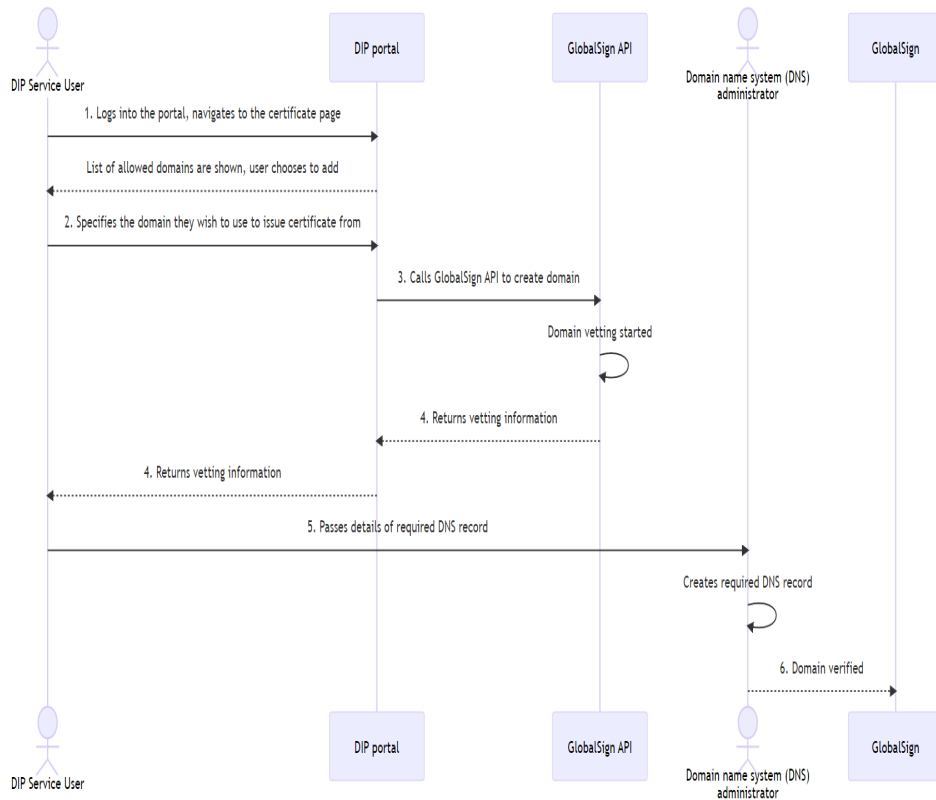 DIP Service User
DIP portal
GlobalSign API
Domain name system (DNS)
administrator
GlobalSign
1. Logs into the portal, navigates to the certificate page
List of allowed domains are shown, user chooses to add
2. Specifies the domain they wish to use to issue certificate from
3. Calls GlobalSign API to create domain
Domain vetting started
4. Returns vetting information
4. Returns vetting information
5. Passes details of required DNS record
Creates required DNS record
6. Domain verified
DIP Service User
DIP portal
GlobalSign API
Domain name system (DNS)
administrator
GlobalSign